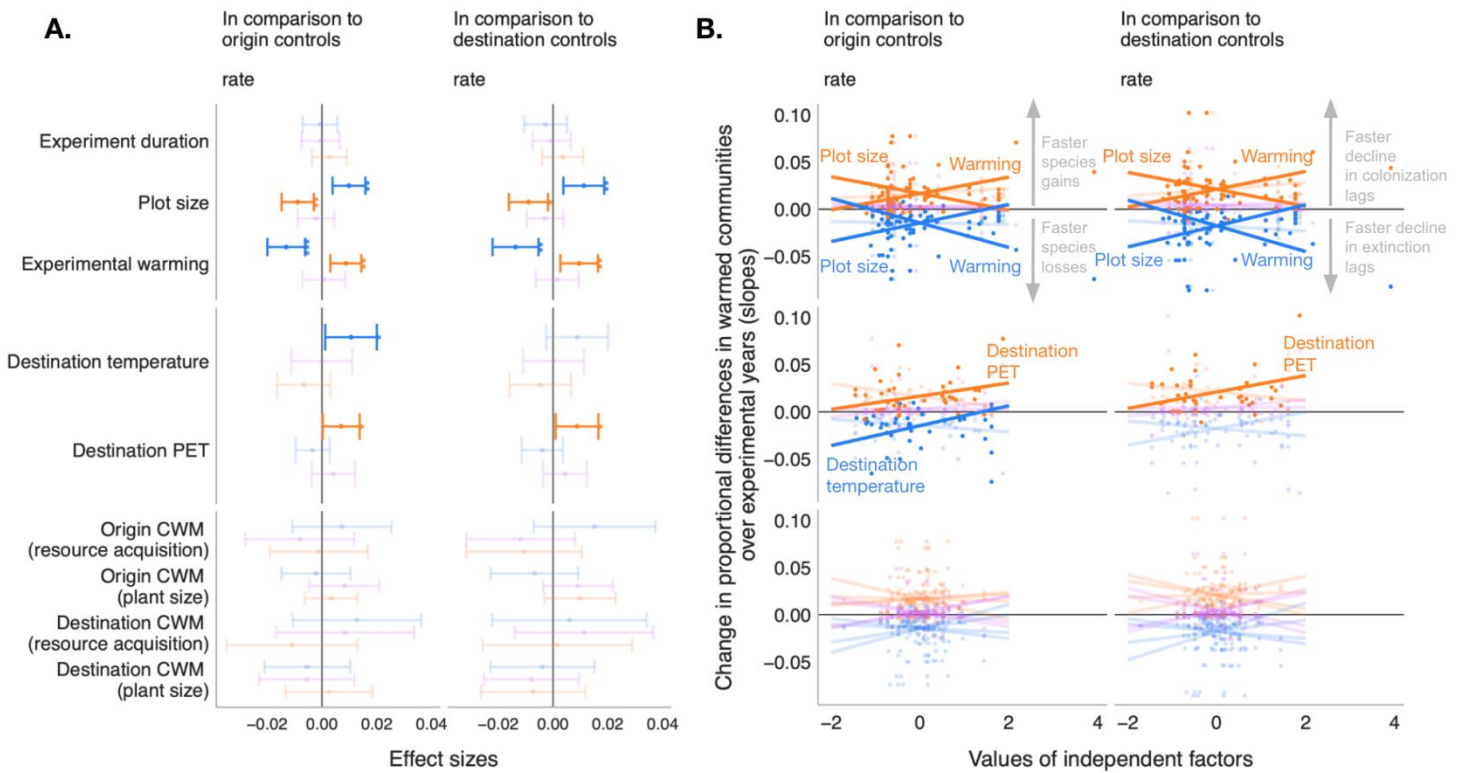 A.
In comparison to
origin controls
rate
In comparison to
destination controls
rate
Experiment duration
Plot size
Experimental warming
Destination temperature
Destination PET
Origin CWM
(resource acquisition)
Origin CWM
(plant size)
Destination CWM
(resource acquisition)
Destination CWM
(plant size)
−0.02 0.00 0.02 0.04
−0.02 0.00 0.02 0.04
Effect sizes
B.
In comparison to
origin controls
rate
In comparison to
destination controls
rate
Change in proportional differences in warmed communities
over experimental years (slopes)
0.10
0.05
0.00
−0.05
Plot size
Warming
Plot size
Warming
Faster
species
gains
Faster
species
losses
Plot size
Warming
Plot size
Warming
Faster
decline
in colonization
lags
Faster decline
in extinction
lags
0.10
0.05
0.00
−0.05
Destination
PET
Destination
temperature
Destination
PET
0.10
0.05
0.00
−0.05
−2 0 2 4
−2 0 2 4
Values of independent factors